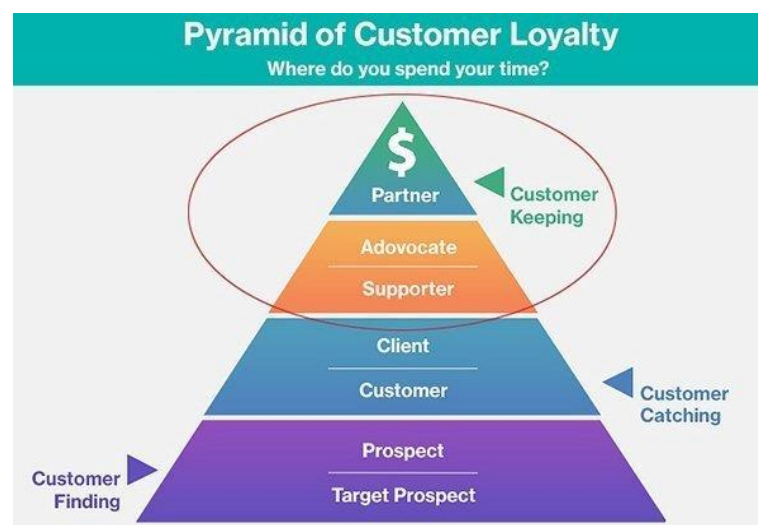 Pyramid of Customer Loyalty
Where do you spend your time?
$
Partner
Customer
Keeping
Adovocate
Supporter
Client
Customer
Customer
Catching
Prospect
Target Prospect
Customer
Finding